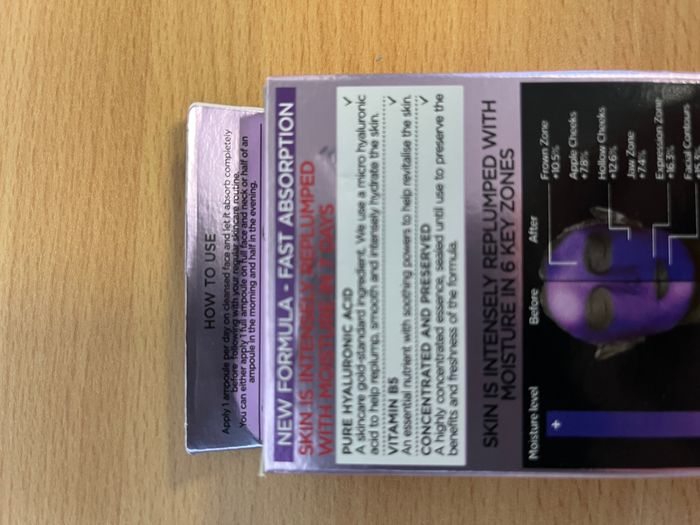 HOW TO USE
Apply 1 ampoule per day on cleansed face and let it absorb completely
before following with your regular skincare routine.
You can either apply 1 full ampoule on full face and neck or half of an
ampoule in the morning and half in the evening.
NEW FORMULA - FAST ABSORPTION
SKIN IS INTENSELY REPLUMPED
WITH MOISTURE IN 7 DAYS
PURE HYALURONIC ACID ✓
A skincare gold-standard ingredient. We use a micro hyaluronic
acid to help replump, smooth and intensely hydrate the skin.
VITAMIN B5 ✓
An essential nutrient with soothing powers to help revitalise the skin.
CONCENTRATED AND PRESERVED ✓
A highly concentrated essence, sealed until use to preserve the
benefits and freshness of the formula.
SKIN IS INTENSELY REPLUMPED WITH
MOISTURE IN 6 KEY ZONES
Moisture level
+
Before
After
Frown Zone
+10.5%
Apple Cheeks
+7.8%
Hollow Cheeks
+12.6%
Jaw Zone
+7.4%
Expression Zone
+16.3%
Facial Contours